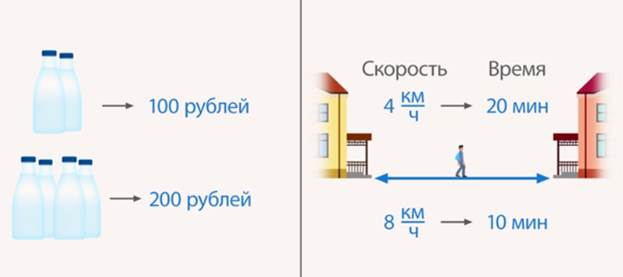 100 рублей
200 рублей
Скорость Время
4 км/ч 20 мин
8 км/ч 10 мин